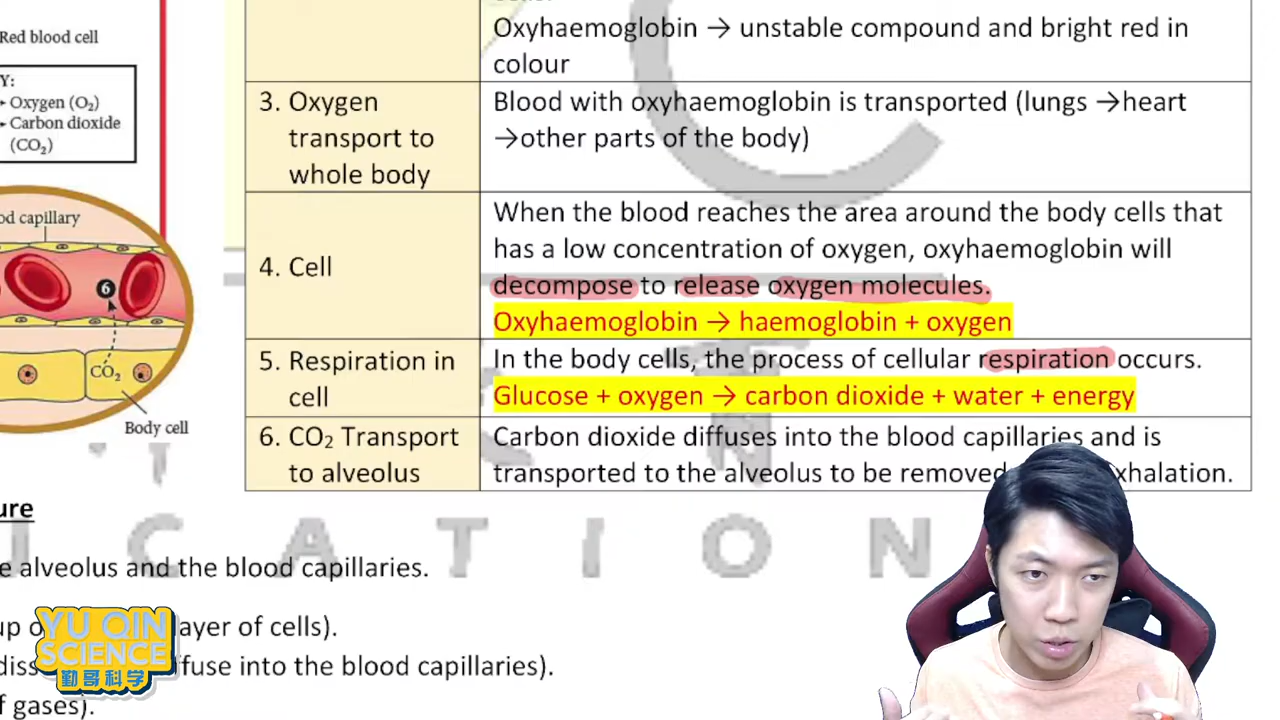 Red blood cell
Y:
Oxygen (O₂)
Carbon dioxide
(CO₂)
capillary
6
CO₂
Body cell
Oxyhaemoglobin → unstable compound and bright red in
colour
3. Oxygen
transport to
whole body
Blood with oxyhaemoglobin is transported (lungs →heart
→other parts of the body)
4. Cell
When the blood reaches the area around the body cells that
has a low concentration of oxygen, oxyhaemoglobin will
decompose to release oxygen molecules.
Oxyhaemoglobin → haemoglobin + oxygen
5. Respiration in
cell
In the body cells, the process of cellular respiration occurs.
Glucose + oxygen → carbon dioxide + water + energy
6. CO₂ Transport
to alveolus
Carbon dioxide diffuses into the blood capillaries and is
transported to the alveolus to be removed
ure
U C A T I O N
alveolus and the blood capillaries.
layer of cells).
into the blood capillaries).
gases).
YU QIN
SCIENCE
勤哥科学